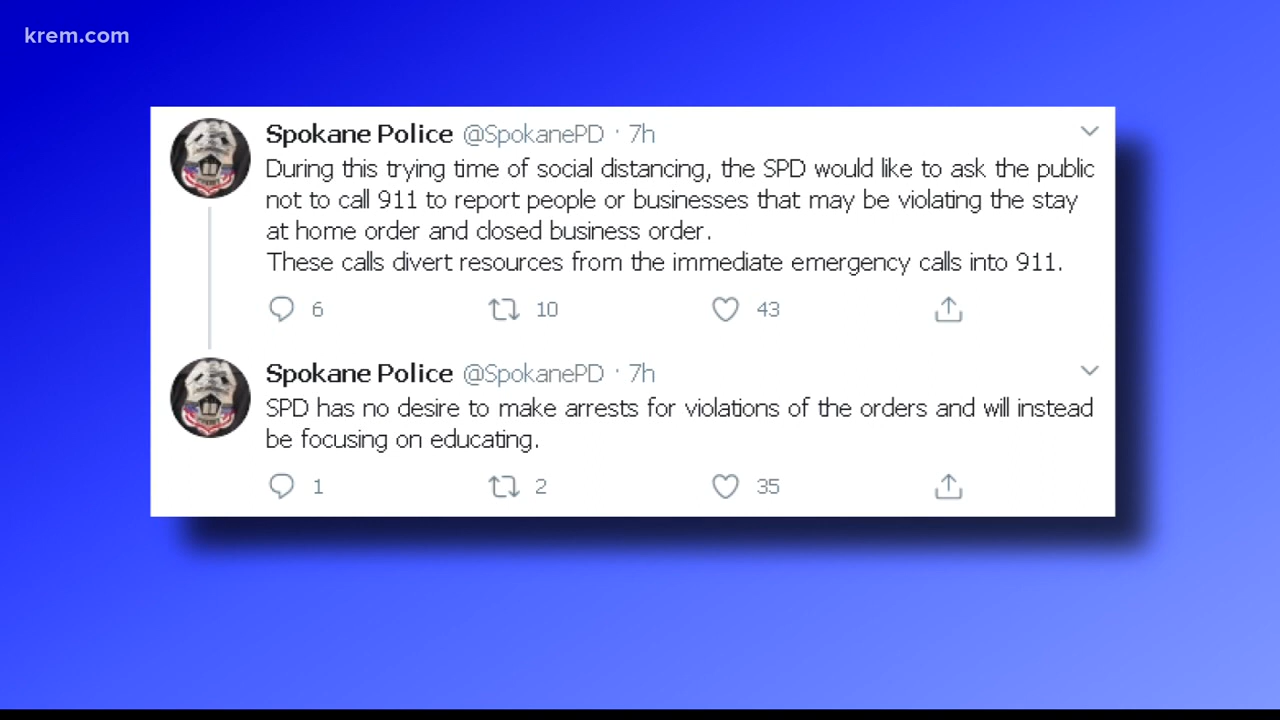 krem.com
Spokane Police @SpokanePD · 7h
During this trying time of social distancing, the SPD would like to ask the public
not to call 911 to report people or businesses that may be violating the stay
at home order and closed business order.
These calls divert resources from the immediate emergency calls into 911.
6 10 43
Spokane Police @SpokanePD · 7h
SPD has no desire to make arrests for violations of the orders and will instead
be focusing on educating.
1 2 35